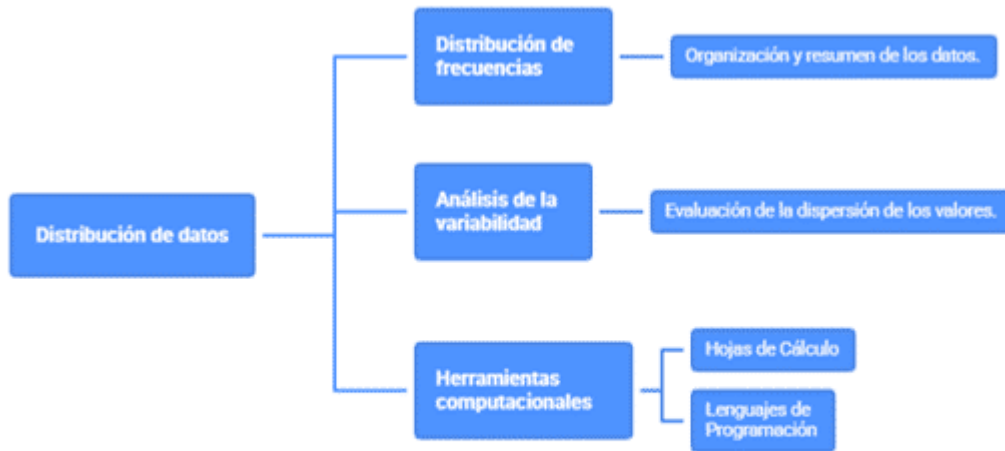 Distribución de datos
Distribución de
frecuencias
Organización y resumen de los datos.
Análisis de la
variabilidad
Evaluación de la dispersión de los valores.
Herramientas
computacionales
Hojas de Cálculo
Lenguajes de
Programación